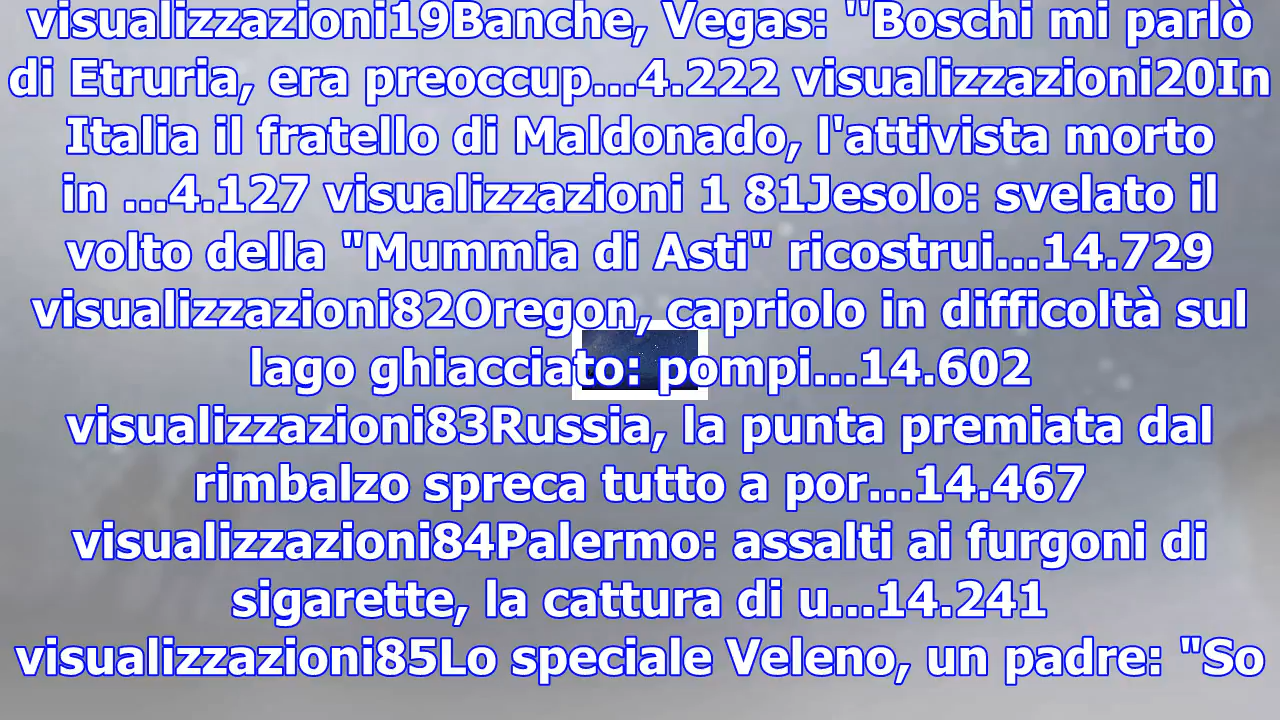 visualizzazioni19Banche, Vegas: "Boschi mi parlò
di Etruria, era preoccup...4.222 visualizzazioni20In
Italia il fratello di Maldonado, l'attivista morto
in ...4.127 visualizzazioni 1 81Jesolo: svelato il
volto della "Mummia di Asti" ricostrui...14.729
visualizzazioni82Oregon, capriolo in difficoltà sul
lago ghiacciato: pompi...14.602
visualizzazioni83Russia, la punta premiata dal
rimbalzo spreca tutto a por...14.467
visualizzazioni84Palermo: assalti ai furgoni di
sigarette, la cattura di u...14.241
visualizzazioni85Lo speciale Veleno, un padre: "So